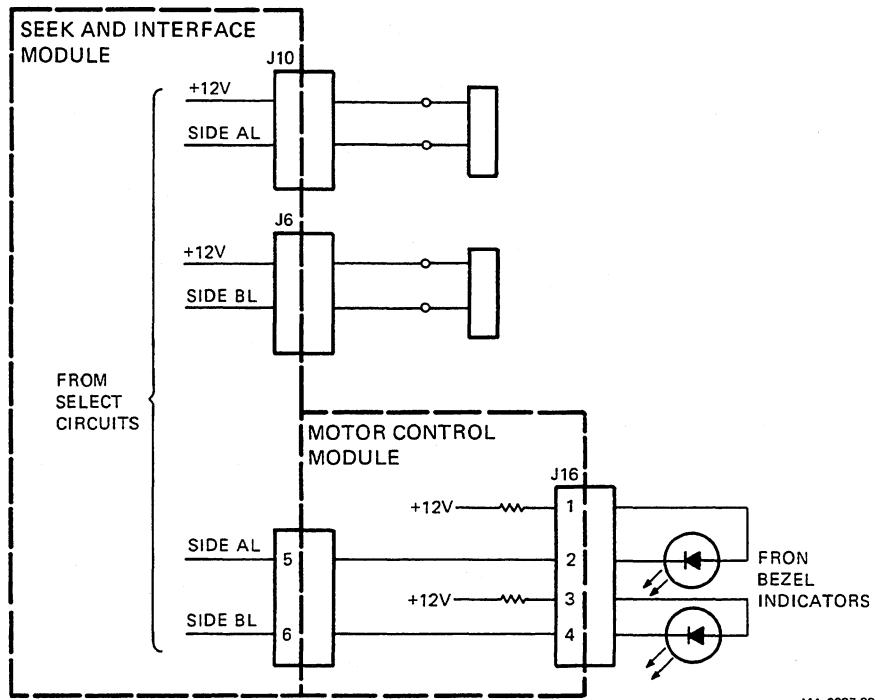 SEEK AND INTERFACE
MODULE
J10
+12V
SIDE AL
J6
+12V
SIDE BL
FROM
SELECT
CIRCUITS
MOTOR CONTROL
MODULE
J16
+12V
1
SIDE AL
5
2
+12V
3
SIDE BL
6
4
FRON
BEZEL
INDICATORS